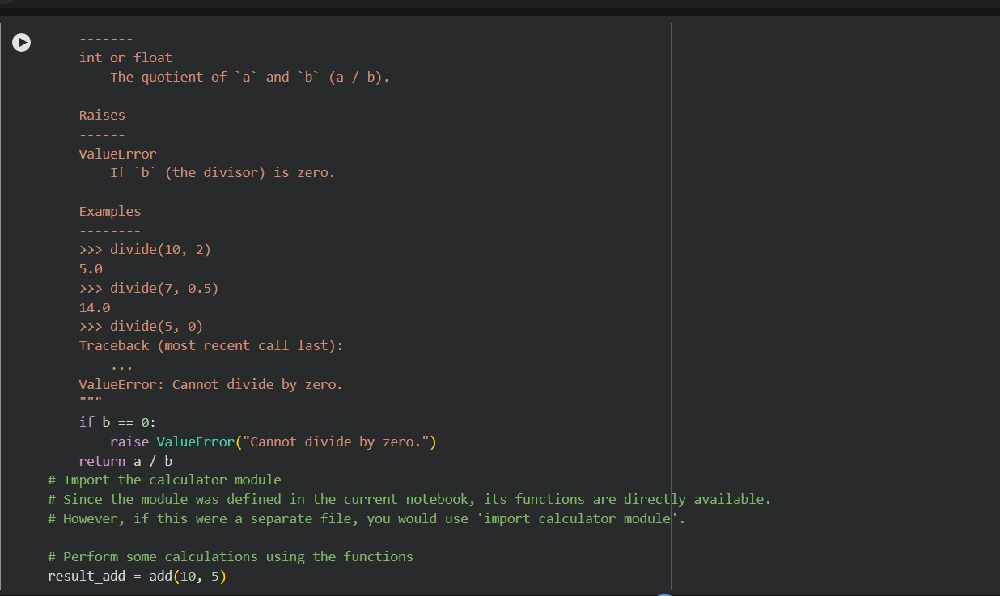 -------
int or float
    The quotient of `a` and `b` (a / b).

Raises
------
ValueError
    If `b` (the divisor) is zero.

Examples
--------
>>> divide(10, 2)
5.0
>>> divide(7, 0.5)
14.0
>>> divide(5, 0)
Traceback (most recent call last):
    ...
ValueError: Cannot divide by zero.
"""
if b == 0:
    raise ValueError("Cannot divide by zero.")
return a / b
# Import the calculator module
# Since the module was defined in the current notebook, its functions are directly available.
# However, if this were a separate file, you would use 'import calculator_module'.

# Perform some calculations using the functions
result_add = add(10, 5)